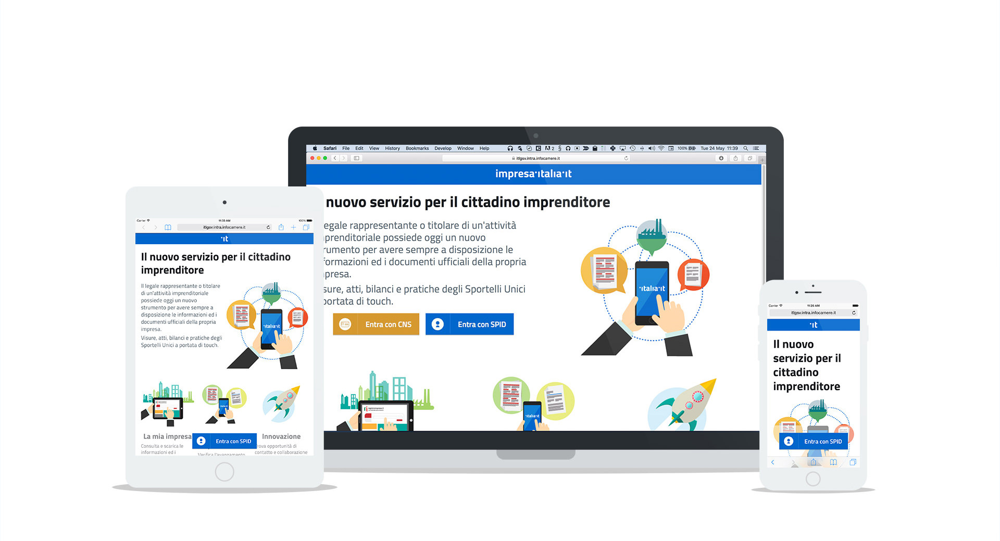 Safari File Edit View History Bookmarks Develop Window Help
2
100%
Tue 24 May 11:39
itlgsv.intra.infocamere.it
impresa.italia.it
nuovo servizio per il cittadino imprenditore
legale rappresentante o titolare di un'attività
prenditoriale possiede oggi un nuovo
rumento per avere sempre a disposizione le
formazioni ed i documenti ufficiali della propria
presa.
sure, atti, bilanci e pratiche degli Sportelli Unici
portata di touch.
Entra con CNS
Entra con SPID
italia.it
italia.it
Carrier
11:33 AM
100%
itlgsv.intra.infocamere.it
.it
Il nuovo servizio per il cittadino
imprenditore
Il legale rappresentante o titolare
di un'attività imprenditoriale
possiede oggi un nuovo
strumento per avere sempre a
disposizione le informazioni ed i
documenti ufficiali della propria
impresa.
Visure, atti, bilanci e pratiche degli
Sportelli Unici a portata di touch.
italia.it
italia.it
La mia impresa
Consulta e scarica le
informazioni ed i
Entra con SPID
Verifica l'avanzamento
Innovazione
rova opportunità di
contatto e collaborazione
Carrier
11:20 AM
itlgsv.intra.infocamere.it
.it
Il nuovo
servizio per il
cittadino
imprenditore
Entra con SPID